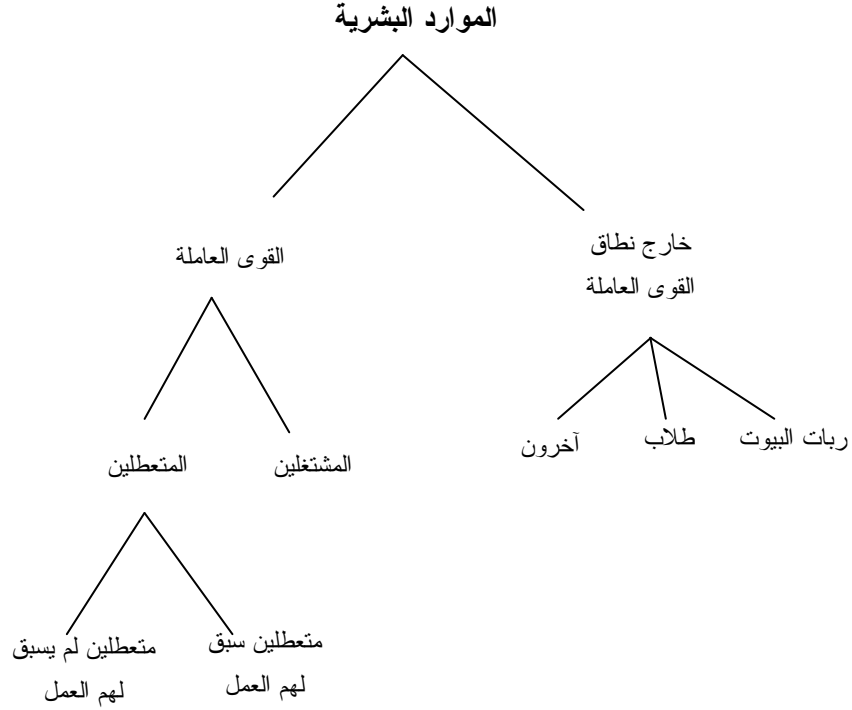 الموارد البشرية
خارج نطاق
القوى العاملة
القوى العاملة
ربات البيوت
طلاب
آخرون
المشتغلين
المتعطلين
متعطلين سبق
لهم العمل
متعطلين لم يسبق
لهم العمل